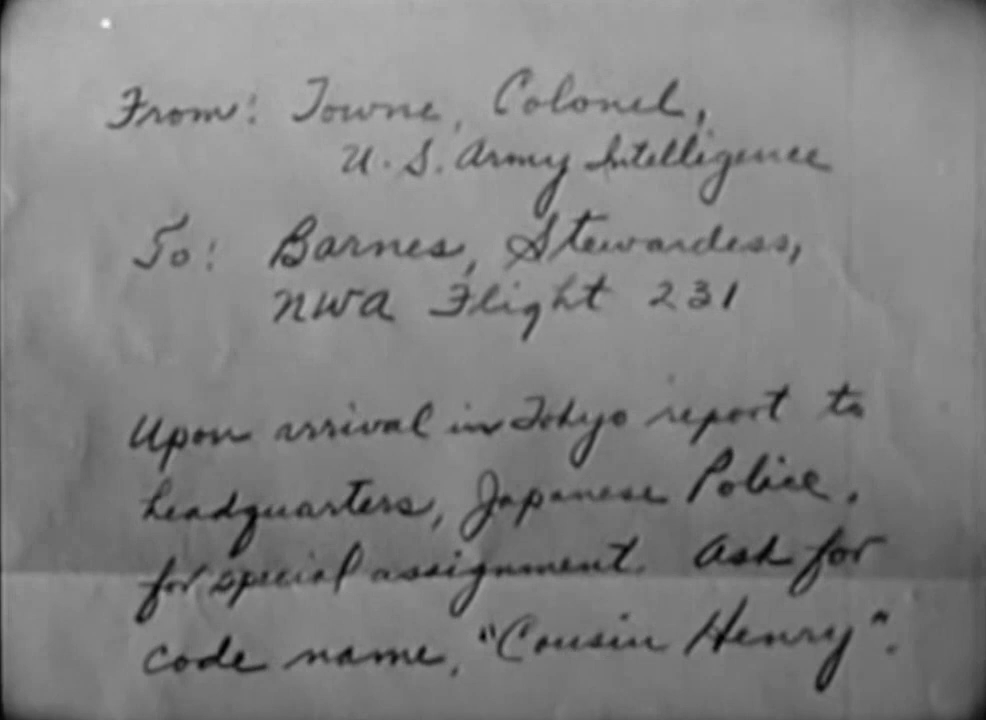 From: Towne, Colonel,
U.S. Army Intelligence
To: Barnes, Stewardess,
NWA Flight 231
Upon arrival in Tokyo report to
headquarters, Japanese Police,
for special assignment. Ask for
code name, "Cousin Henry".